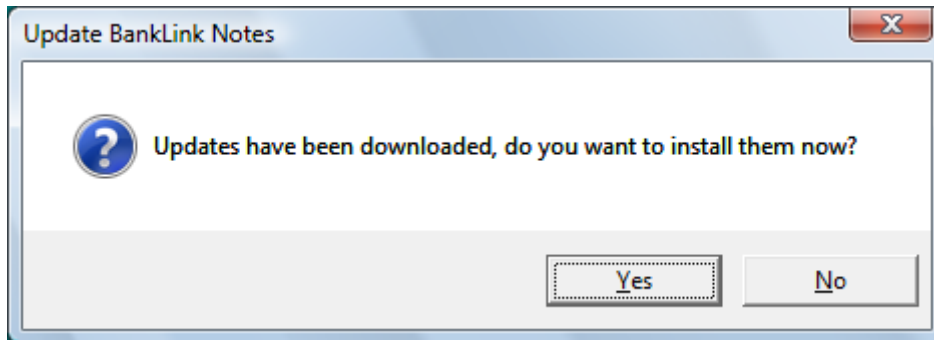 Update BankLink Notes
Updates have been downloaded, do you want to install them now?
Yes No